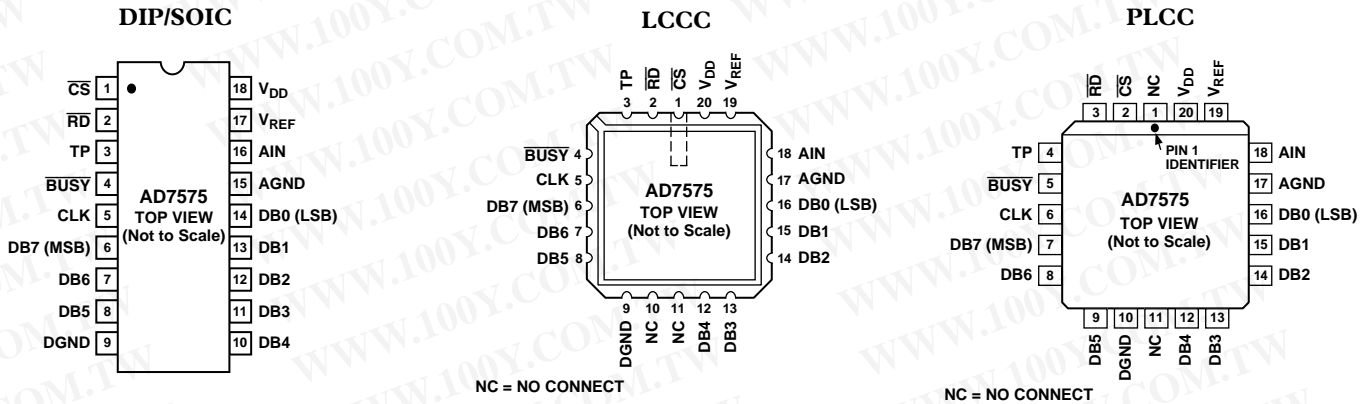 DIP/SOIC
CS 1
RD 2
TP 3
BUSY 4
CLK 5
DB7 (MSB) 6
DB6 7
DB5 8
DGND 9
18 VDD
17 VREF
16 AIN
15 AGND
14 DB0 (LSB)
13 DB1
12 DB2
11 DB3
10 DB4
AD7575
TOP VIEW
(Not to Scale)
LCCC
TP RD CS VDD VREF
3 2 1 20 19
BUSY 4
CLK 5
DB7 (MSB) 6
DB6 7
DB5 8
18 AIN
17 AGND
16 DB0 (LSB)
15 DB1
14 DB2
AD7575
TOP VIEW
(Not to Scale)
9 10 11 12 13
DGND NC NC DB4 DB3
NC = NO CONNECT
PLCC
RD CS NC VDD VREF
3 2 1 20 19
PIN 1
IDENTIFIER
TP 4
BUSY 5
CLK 6
DB7 (MSB) 7
DB6 8
18 AIN
17 AGND
16 DB0 (LSB)
15 DB1
14 DB2
AD7575
TOP VIEW
(Not to Scale)
9 10 11 12 13
DB5 DGND NC DB4 DB3
NC = NO CONNECT
WWW.100Y.COM.TW